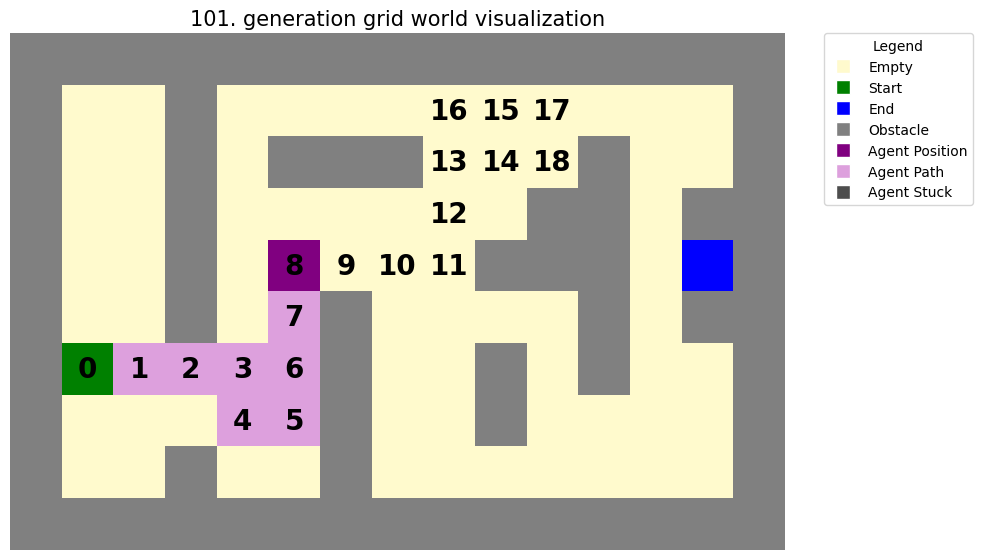 101. generation grid world visualization
16 15 17
13 14 18
12
8 9 10 11
7
0 1 2 3 6
4 5
Legend
Empty
Start
End
Obstacle
Agent Position
Agent Path
Agent Stuck